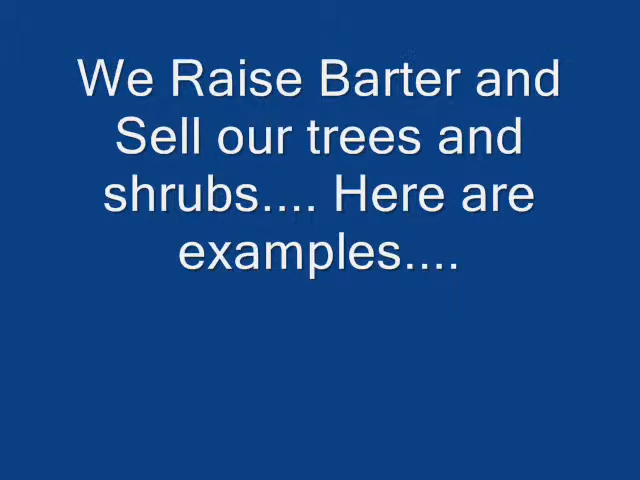 We Raise Barter and
Sell our trees and
shrubs.... Here are
examples....